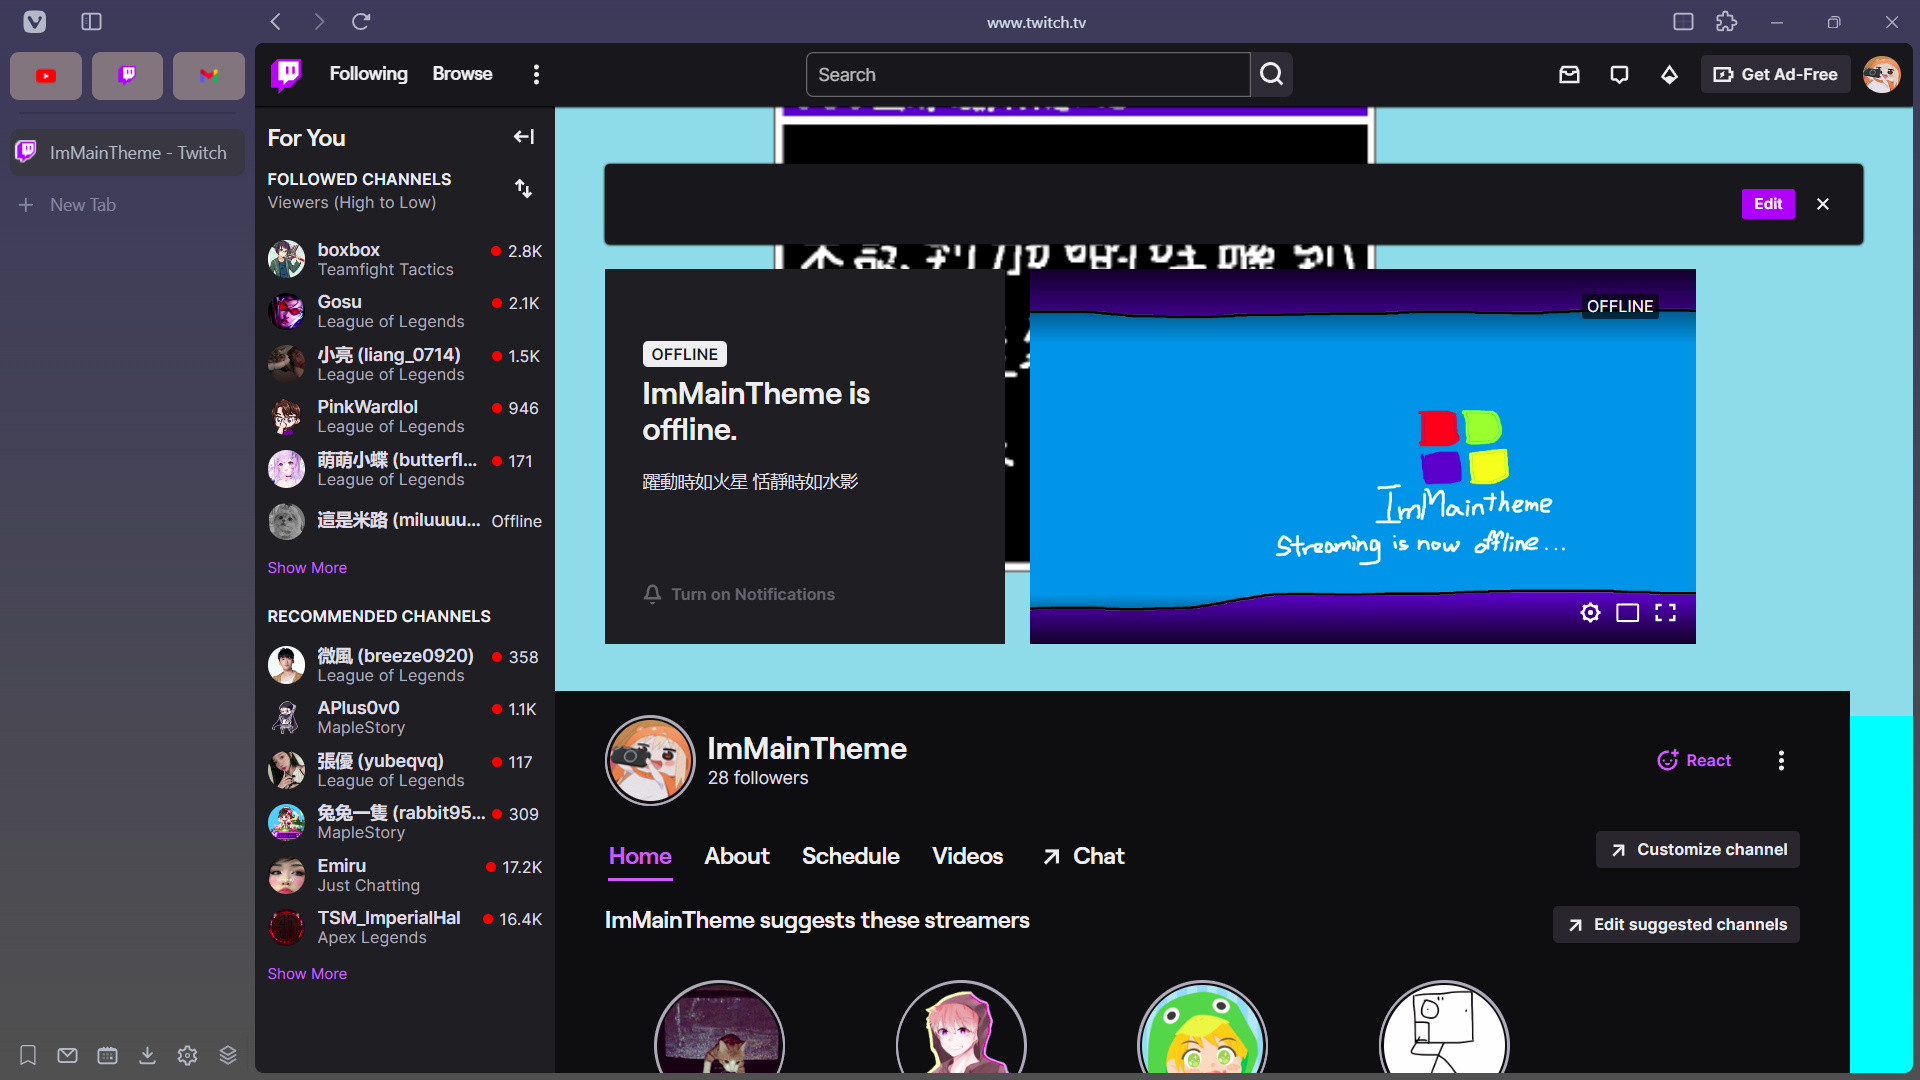 www.twitch.tv
ImMainTheme - Twitch
New Tab
Following
Browse
Search
Get Ad-Free
For You
FOLLOWED CHANNELS
Viewers (High to Low)
boxbox
2.8K
Teamfight Tactics
Gosu
2.1K
League of Legends
小亮 (liang_0714)
1.5K
League of Legends
PinkWardlol
946
League of Legends
萌萌小蝶 (butterfl...
171
League of Legends
這是米路 (miluuuu...
Offline
Show More
RECOMMENDED CHANNELS
微風 (breeze0920)
358
League of Legends
APlus0v0
1.1K
MapleStory
張優 (yubeqvq)
117
League of Legends
兔兔一隻 (rabbit95...
309
MapleStory
Emiru
17.2K
Just Chatting
TSM_ImperialHal
16.4K
Apex Legends
Show More
Edit
OFFLINE
ImMainTheme is
offline.
躍動時如火星 恬靜時如水影
Turn on Notifications
OFFLINE
ImMaintheme
Streaming is now offline...
ImMainTheme
28 followers
React
Home
About
Schedule
Videos
Chat
Customize channel
ImMainTheme suggests these streamers
Edit suggested channels